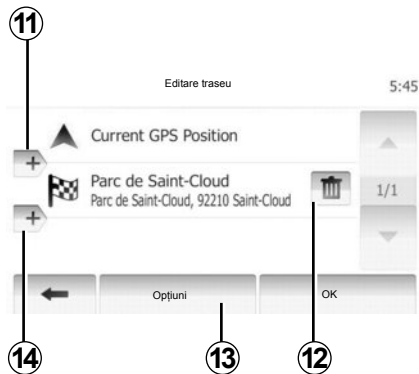 11
Editare traseu 5:45
Current GPS Position
+
Parc de Saint-Cloud
Parc de Saint-Cloud, 92210 Saint-Cloud
1/1
+
Opțiuni OK
14 13 12